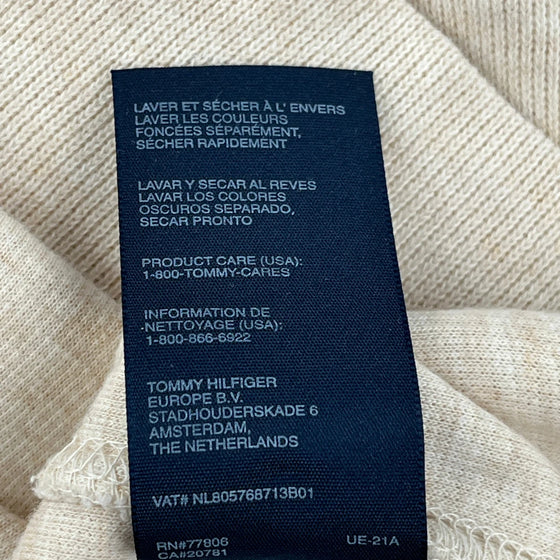 LAVER ET SÉCHER À L' ENVERS
LAVER LES COULEURS
FONCÉES SÉPARÉMENT,
SÉCHER RAPIDEMENT
LAVAR Y SECAR AL REVES
LAVAR LOS COLORES
OSCUROS SEPARADO,
SECAR PRONTO
PRODUCT CARE (USA):
1-800-TOMMY-CARES
INFORMATION DE
-NETTOYAGE (USA):
1-800-866-6922
TOMMY HILFIGER
EUROPE B.V.
STADHOUDERSKADE 6
AMSTERDAM,
THE NETHERLANDS
VAT# NL805768713B01
RN#77806 UE-21A
CA#20781